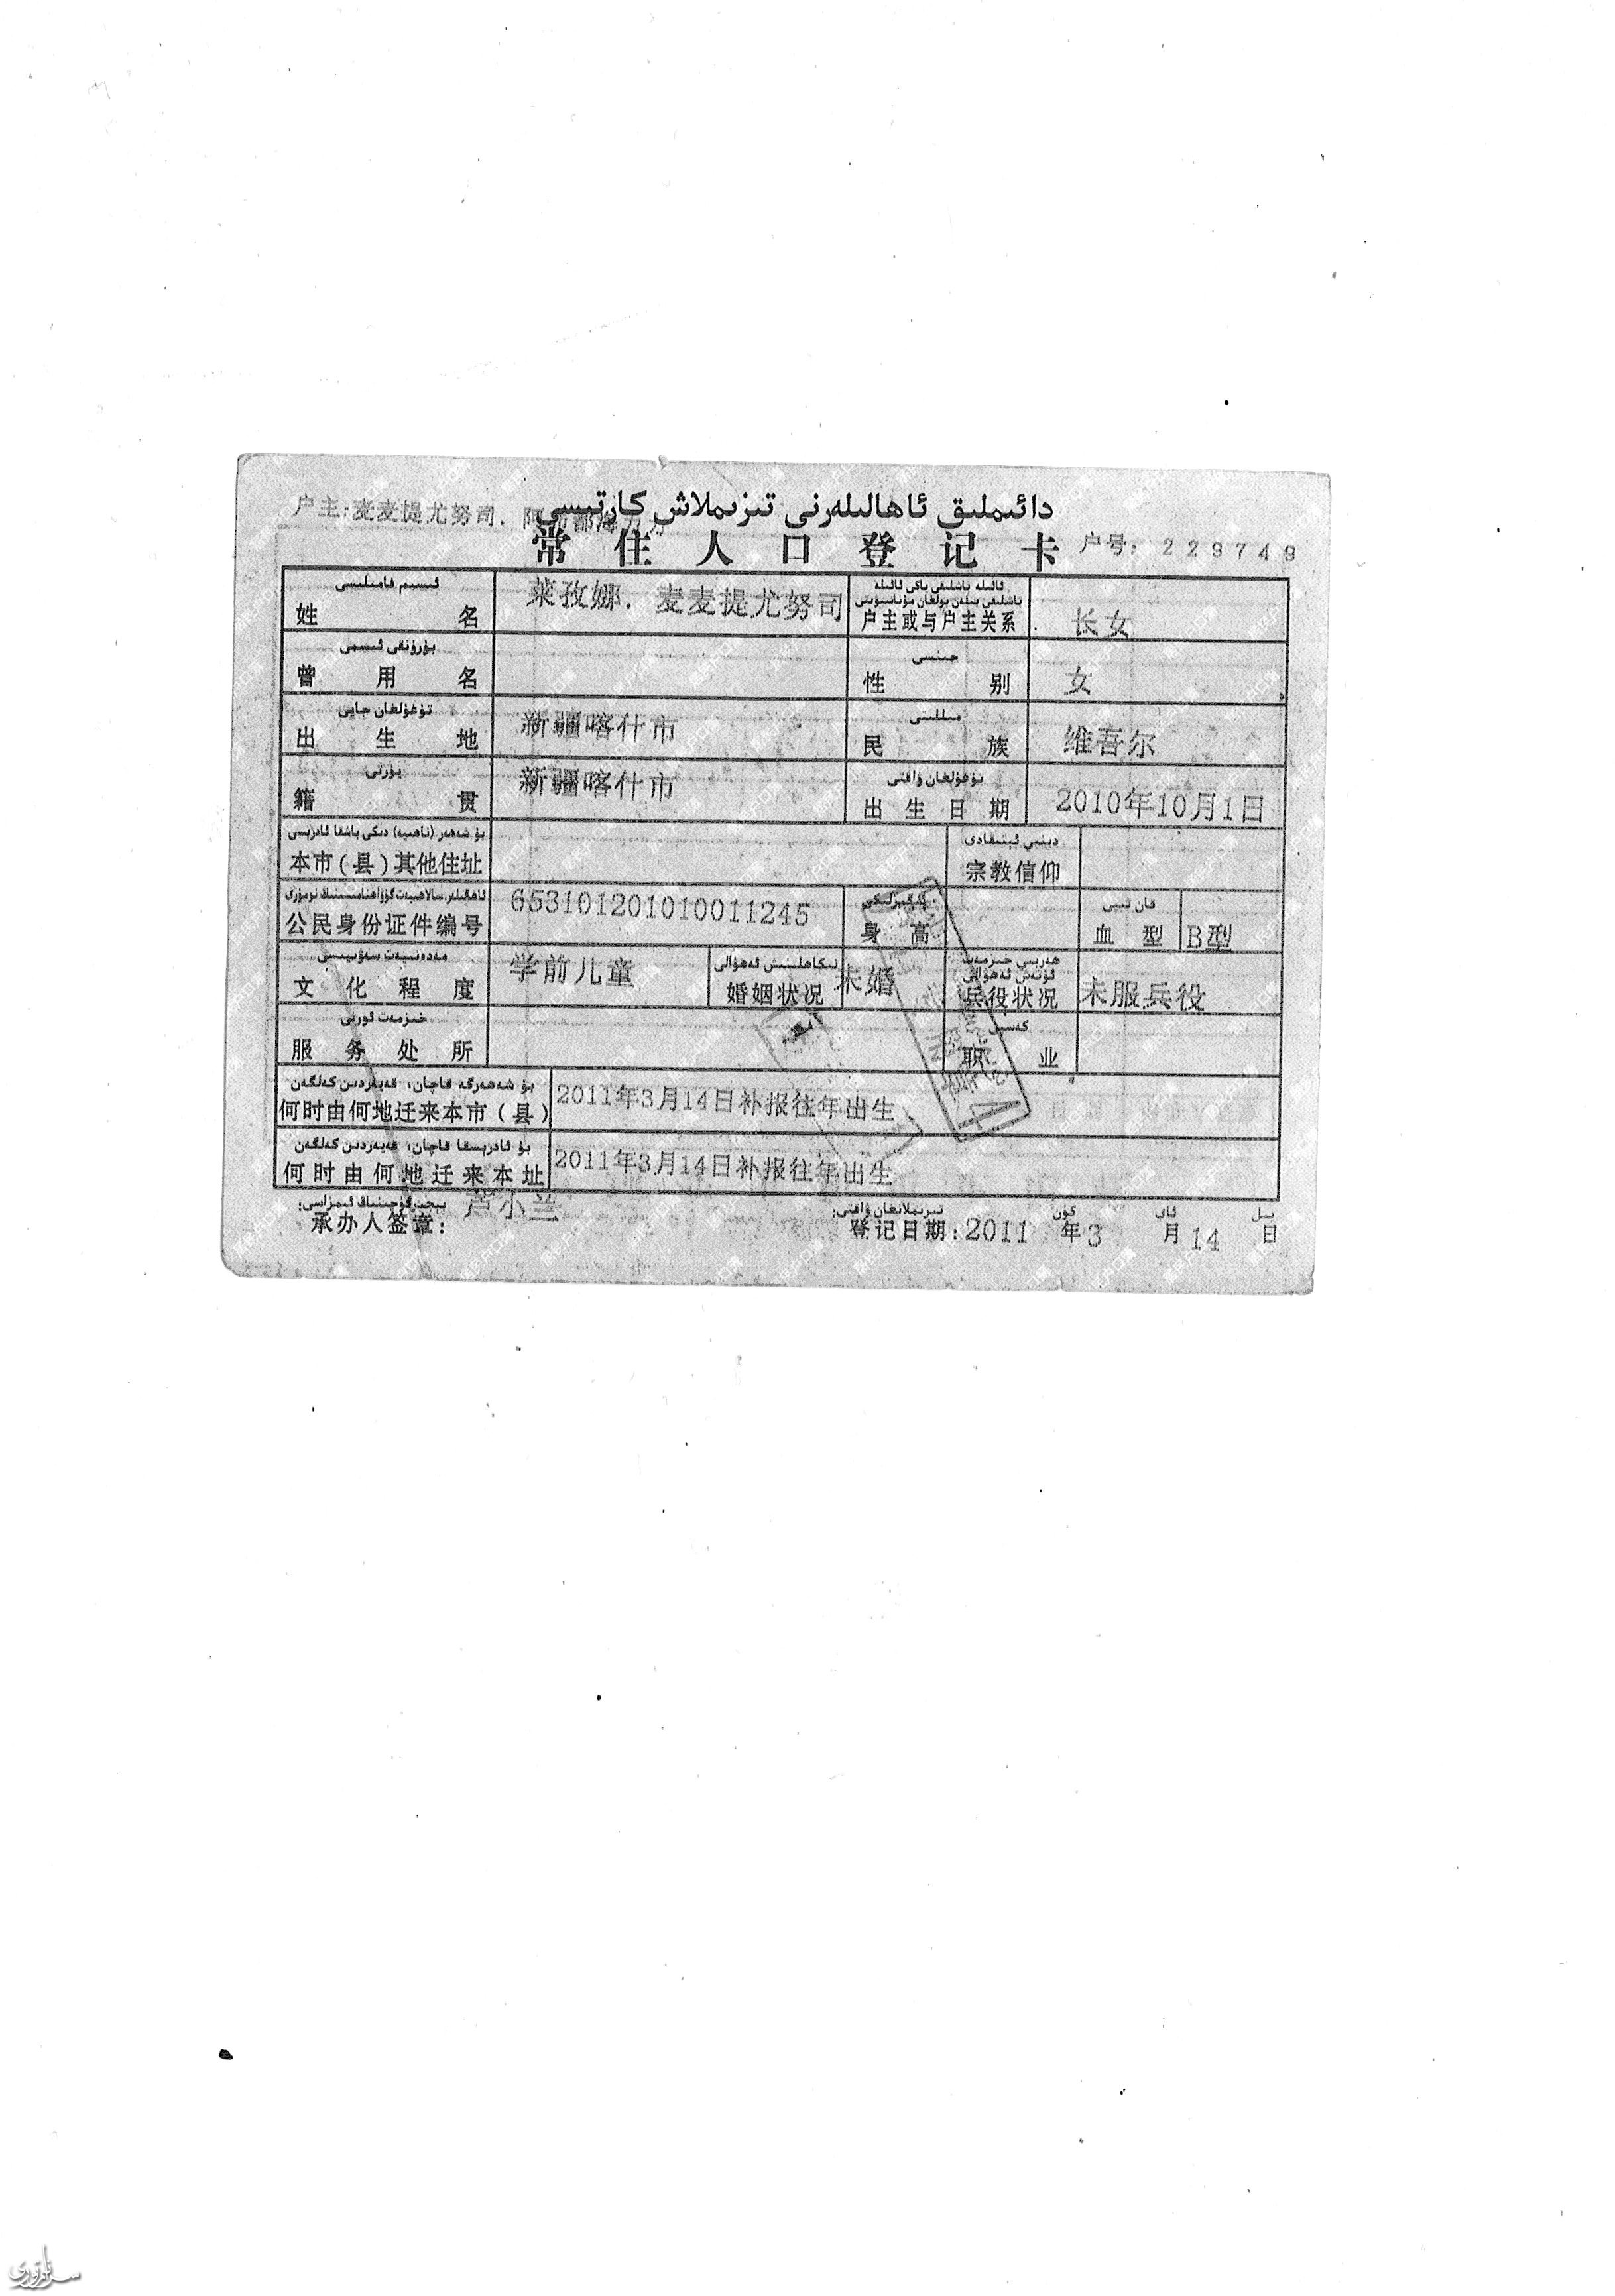 دائىملىق ئاھالىلەرنى تىزىملاش كارتىسى
户主:麦麦提尤努司.阿布都
常住人口登记卡 户号: 229749
ئىسىم فامىلىسى
姓名 莱孜娜.麦麦提尤努司
ئائىلە باشلىقى ياكى ئائىلە
باشلىقى بىلەن بولغان مۇناسىۋىتى
户主或与户主关系 长女
بۇرۇنقى ئىسمى
曾用名
جىنسى
性别 女
تۇغۇلغان جايى
出生地 新疆喀什市
مىللىتى
民族 维吾尔
يۇرتى
籍贯 新疆喀什市
تۇغۇلغان ۋاقتى
出生日期 2010年10月1日
بۇ شەھەر (ناھىيە) دىكى باشقا ئادرېسى
本市(县)其他住址
دىنىي ئېتىقادى
宗教信仰
公民身份证件编号 653101201010011245
身高
قان تىپى
血型 B型
مەدەنىيەت سەۋىيىسى
文化程度 学前儿童
نىكاھلىنىش ئەھۋالى
婚姻状况 未婚
ھەربىي خىزمەت
ئۆتەش ئەھۋالى
兵役状况 未服兵役
خىزمەت ئورنى
服务处所
كەسپى
职业
بۇ شەھەرگە قاچان، قەيەردىن كەلگەن
何时由何地迁来本市(县) 2011年3月14日补报往年出生
بۇ ئادرېسقا قاچان، قەيەردىن كەلگەن
何时由何地迁来本址 2011年3月14日补报往年出生
承办人签章: 芦小兰
تىزىملانغان ۋاقتى: كۈن ئاي يىل
登记日期: 2011 年 3 月 14 日